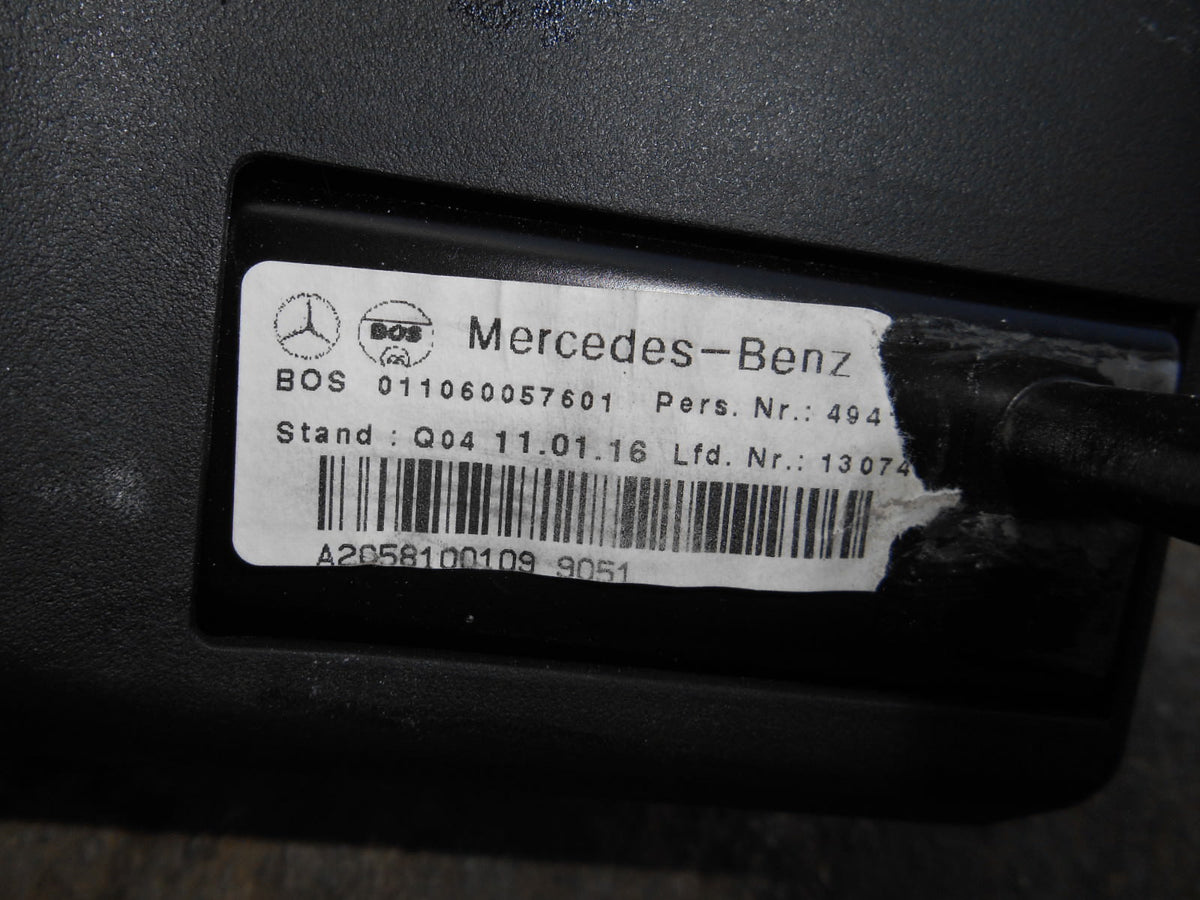 BOS Mercedes-Benz
BOS 011060057601 Pers. Nr.: 494
Stand : Q04 11.01.16 Lfd. Nr.: 13074
A2058100109 9051